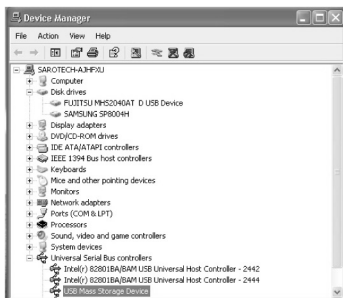 Device Manager
File Action View Help
SAROTECH-AJHFXU
Computer
Disk drives
FUJITSU MHS2040AT D USB Device
SAMSUNG SP8004H
Display adapters
DVD/CD-ROM drives
IDE ATA/ATAPI controllers
IEEE 1394 Bus host controllers
Keyboards
Mice and other pointing devices
Monitors
Network adapters
Ports (COM & LPT)
Processors
Sound, video and game controllers
System devices
Universal Serial Bus controllers
Intel(r) 82801BA/BAM USB Universal Host Controller - 2442
Intel(r) 82801BA/BAM USB Universal Host Controller - 2444
USB Mass Storage Device